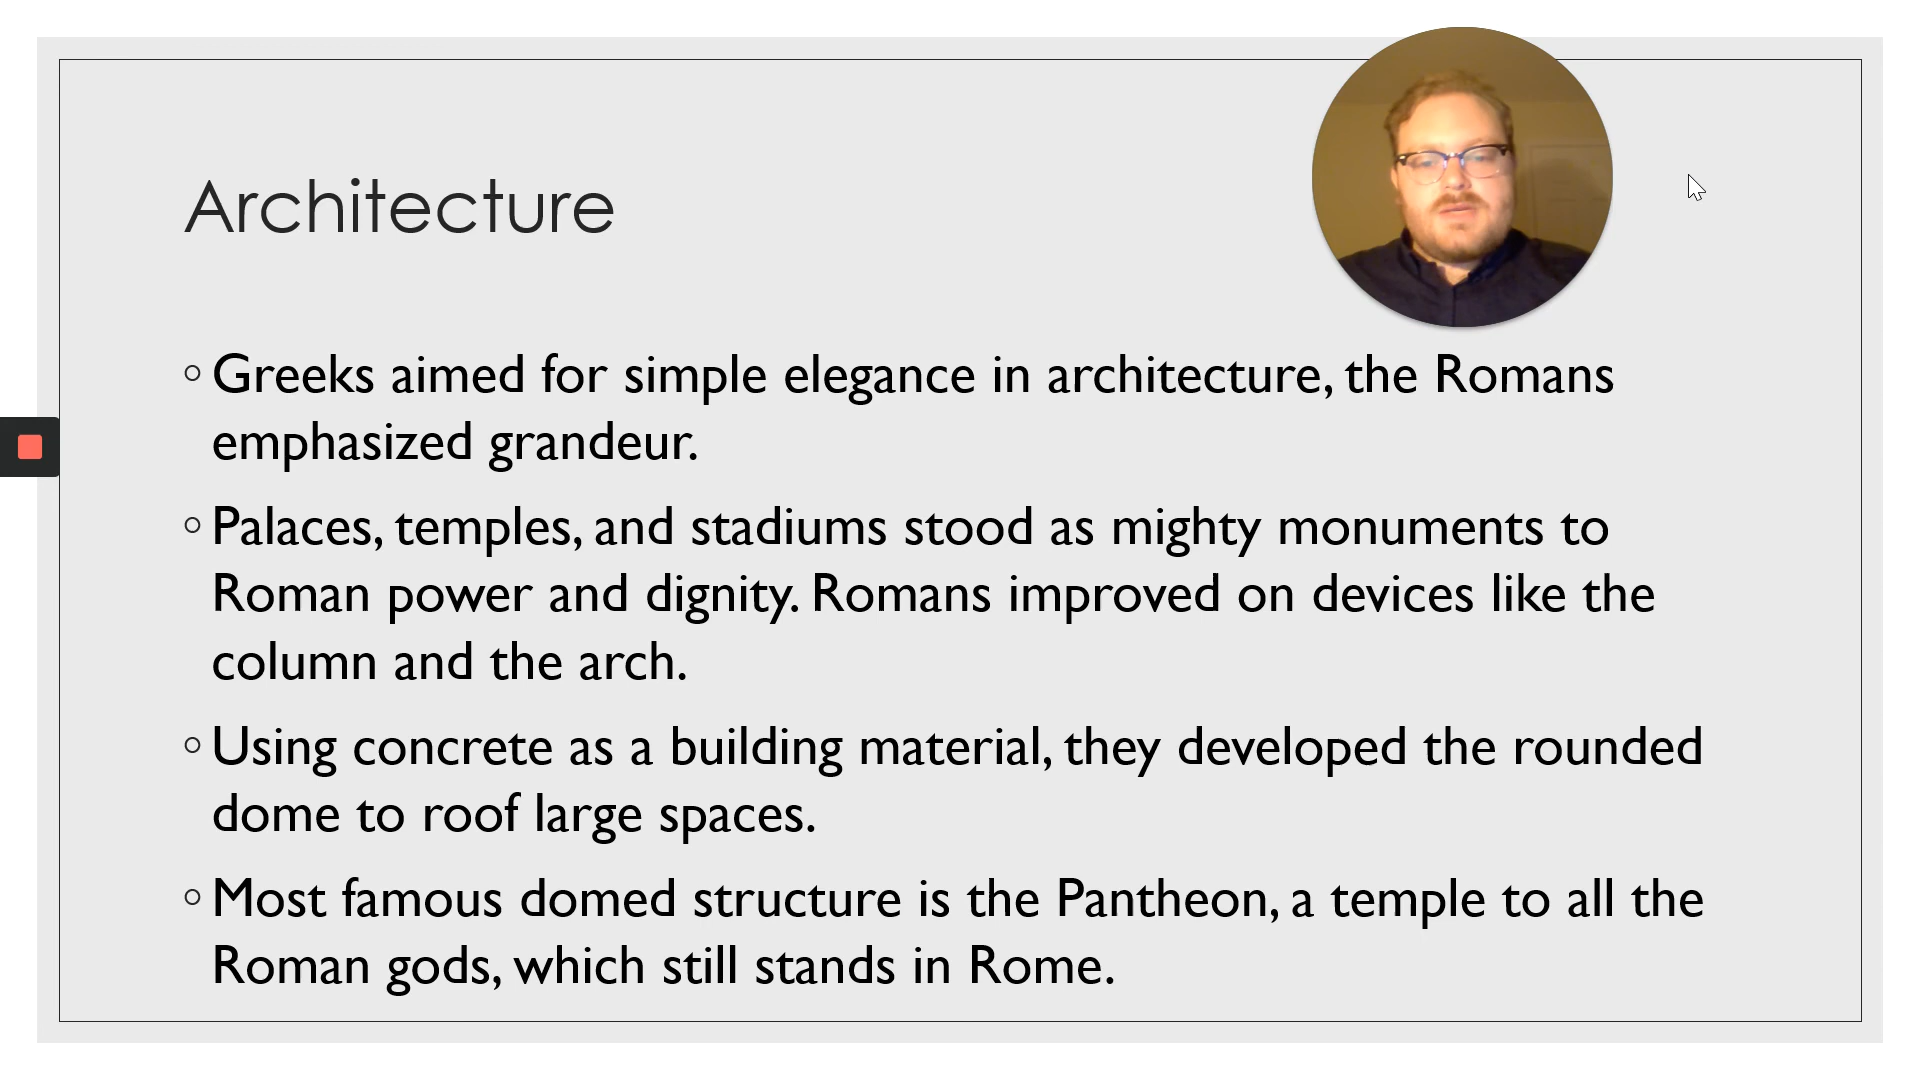 Architecture
◦ Greeks aimed for simple elegance in architecture, the Romans
emphasized grandeur.
◦ Palaces, temples, and stadiums stood as mighty monuments to
Roman power and dignity. Romans improved on devices like the
column and the arch.
◦ Using concrete as a building material, they developed the rounded
dome to roof large spaces.
◦ Most famous domed structure is the Pantheon, a temple to all the
Roman gods, which still stands in Rome.